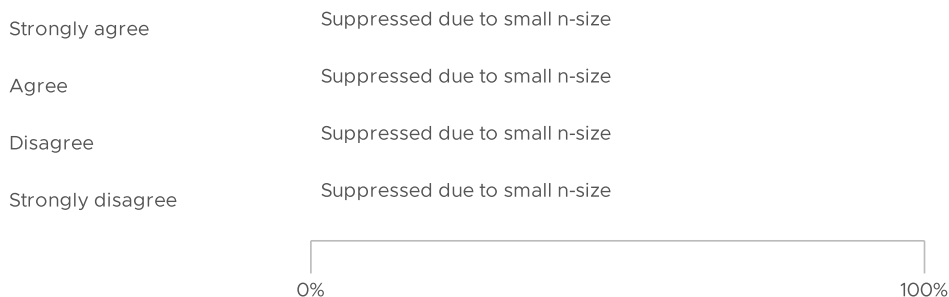 Strongly agree Suppressed due to small n-size
Agree Suppressed due to small n-size
Disagree Suppressed due to small n-size
Strongly disagree Suppressed due to small n-size
0% 100%